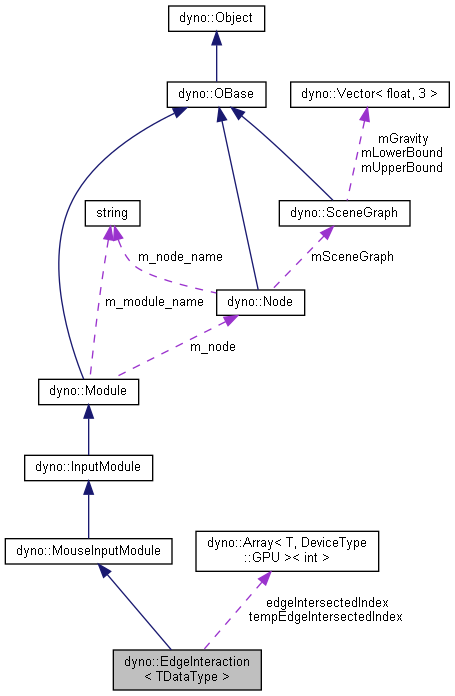 dyno::Object
dyno::OBase
dyno::Vector< float, 3 >
mGravity
mLowerBound
mUpperBound
string
dyno::SceneGraph
m_node_name
mSceneGraph
m_module_name
dyno::Node
m_node
dyno::Module
dyno::InputModule
dyno::MouseInputModule
dyno::Array< T, DeviceType
::GPU >< int >
edgeIntersectedIndex
tempEdgeIntersectedIndex
dyno::EdgeInteraction
< TDataType >